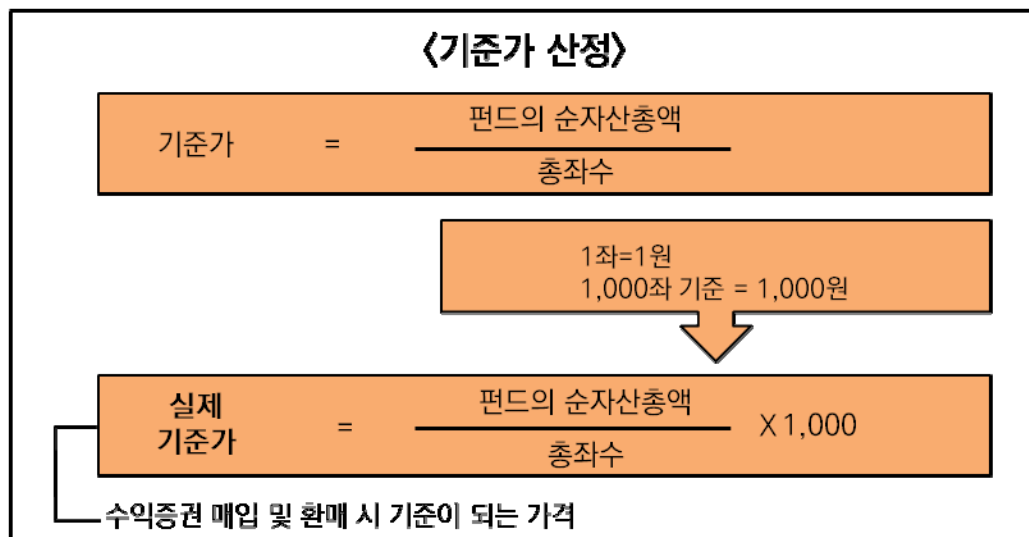 〈기준가 산정〉
기준가 = 펀드의 순자산총액
총좌수
1좌=1원
1,000좌 기준 = 1,000원
실제
기준가 = 펀드의 순자산총액 X 1,000
총좌수
수익증권 매입 및 환매 시 기준이 되는 가격